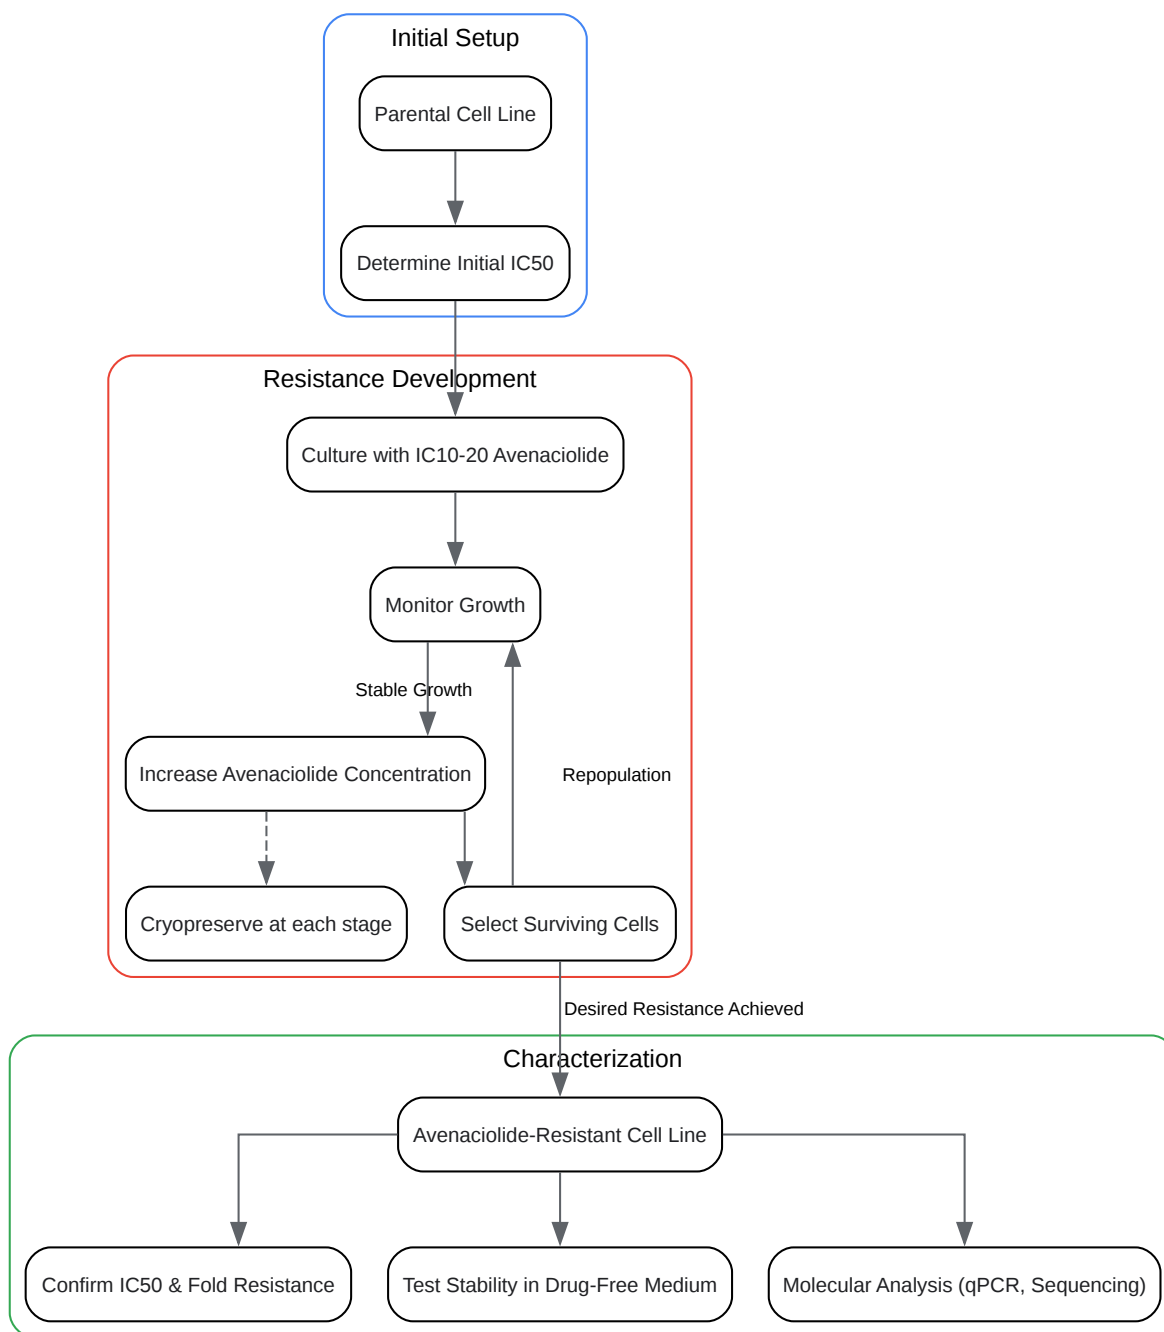 Initial Setup
Parental Cell Line
Determine Initial IC50
Resistance Development
Culture with IC10-20 Avenaciolide
Monitor Growth
Stable Growth
Increase Avenaciolide Concentration
Repopulation
Cryopreserve at each stage
Select Surviving Cells
Desired Resistance Achieved
Characterization
Avenaciolide-Resistant Cell Line
Confirm IC50 & Fold Resistance
Test Stability in Drug-Free Medium
Molecular Analysis (qPCR, Sequencing)